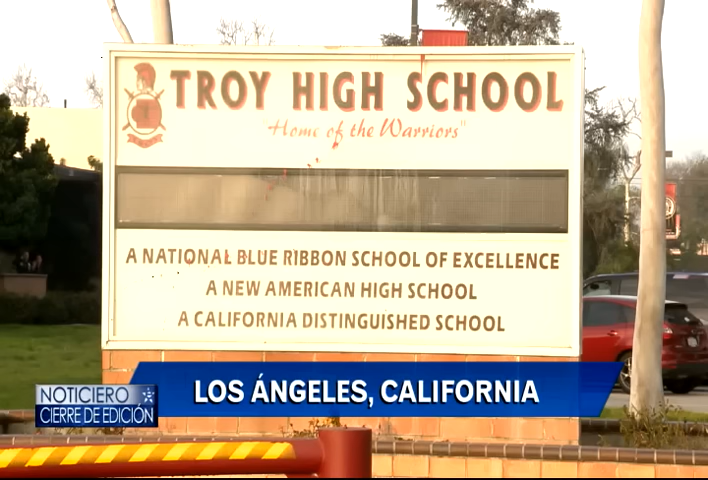 TROY HIGH SCHOOL
Home of the Warriors"
A NATIONAL BLUE RIBBON SCHOOL OF EXCELLENCE
A NEW AMERICAN HIGH SCHOOL
A CALIFORNIA DISTINGUISHED SCHOOL
LOS ÁNGELES, CALIFORNIA
NOTICIERO
CIERRE DE EDICIÓN